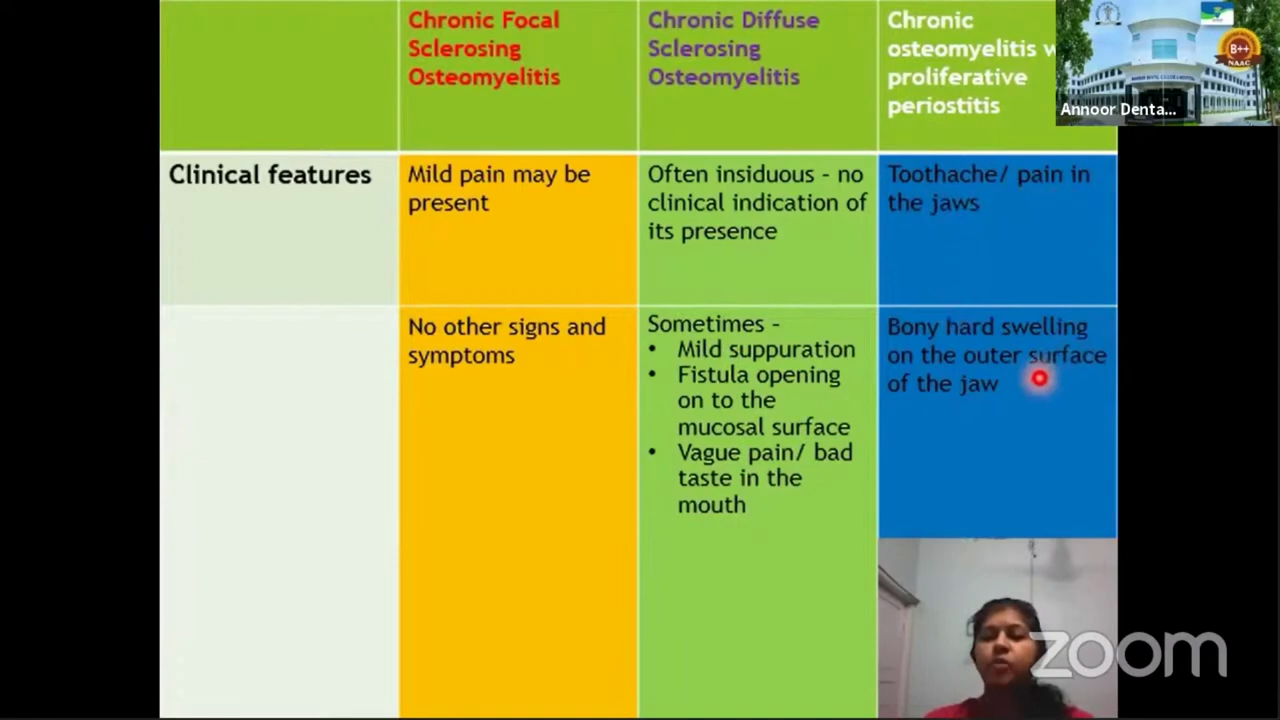 Chronic Focal
Sclerosing
Osteomyelitis
Chronic Diffuse
Sclerosing
Osteomyelitis
Chronic
osteomyelitis w
proliferative
periostitis
B++
NAAC
Annoor Denta...
Clinical features
Mild pain may be
present
Often insiduous - no
clinical indication of
its presence
Toothache/ pain in
the jaws
No other signs and
symptoms
Sometimes -
• Mild suppuration
• Fistula opening
on to the
mucosal surface
• Vague pain/ bad
taste in the
mouth
Bony hard swelling
on the outer surface
of the jaw
zoom